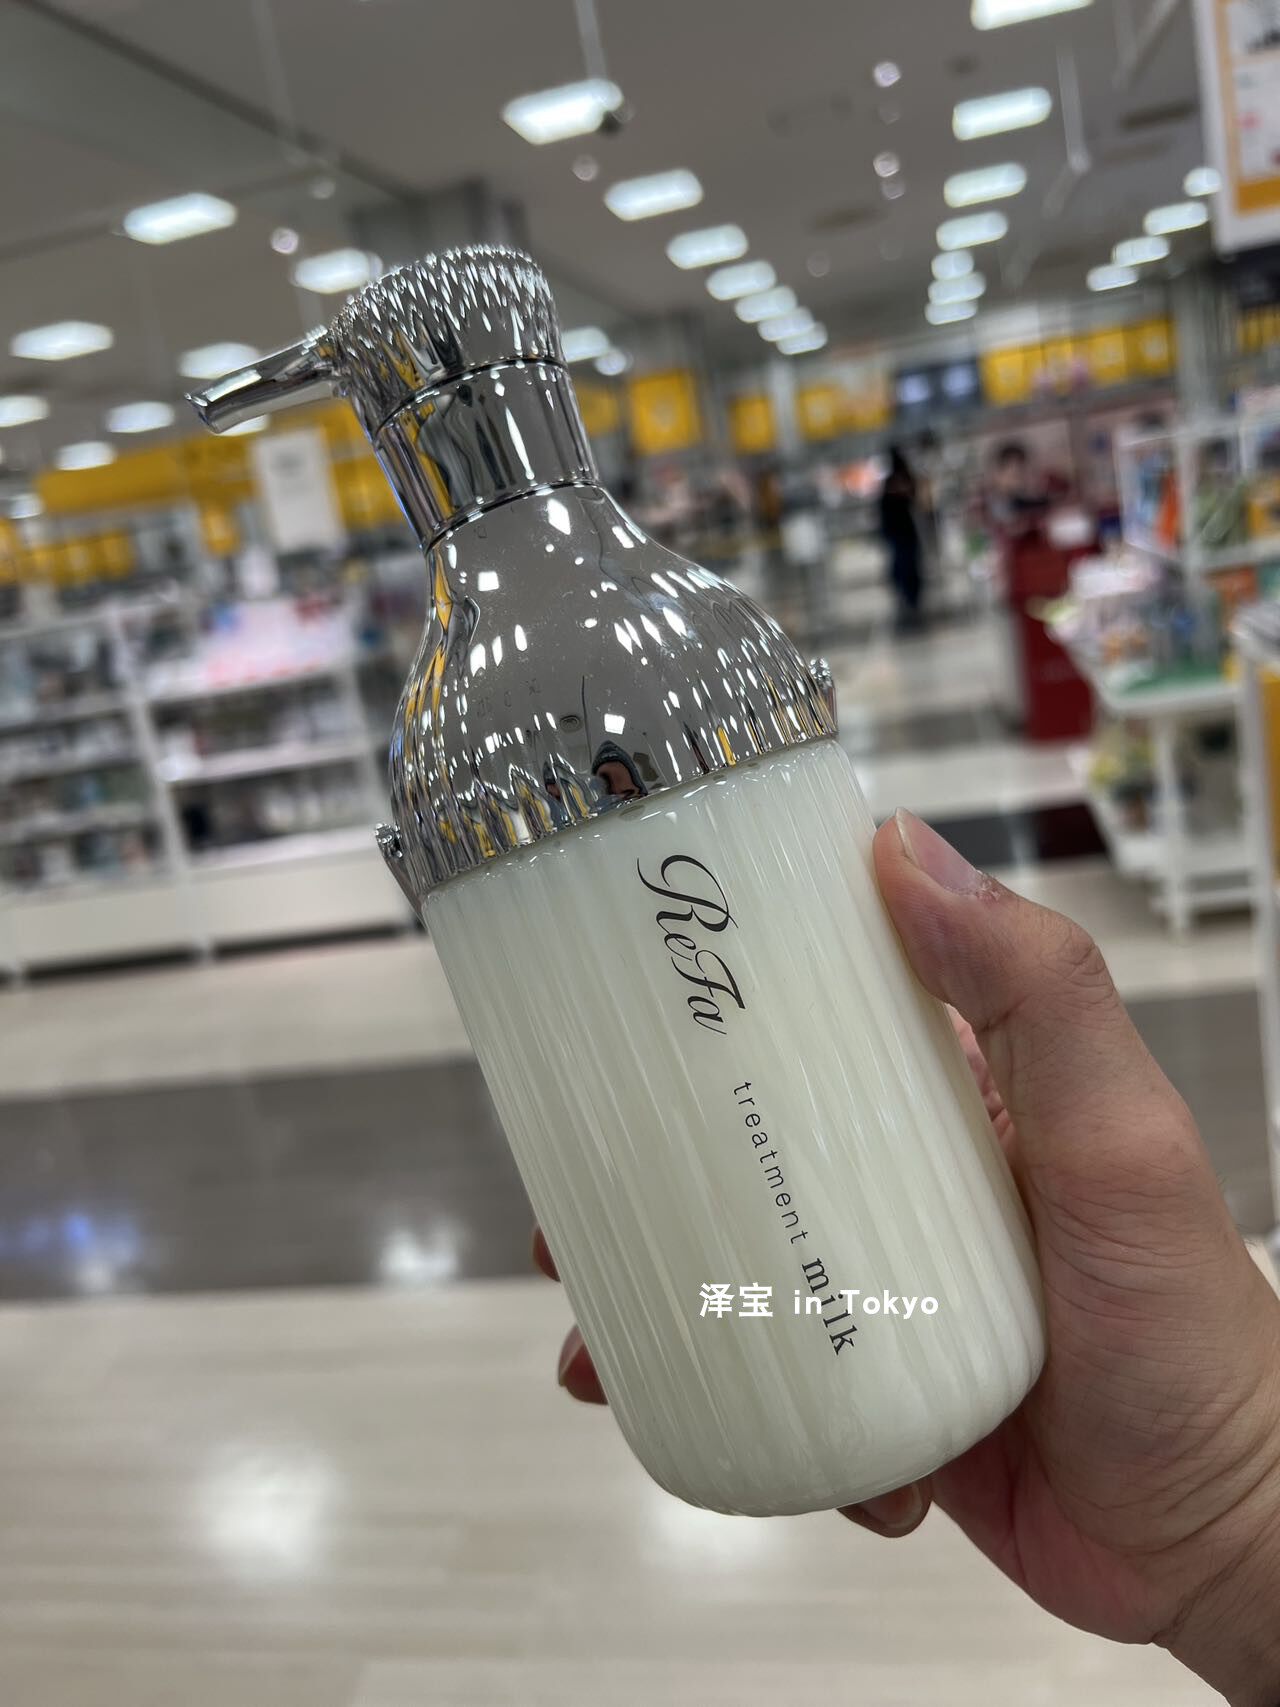 ReFa
treatment milk
泽宝 in Tokyo